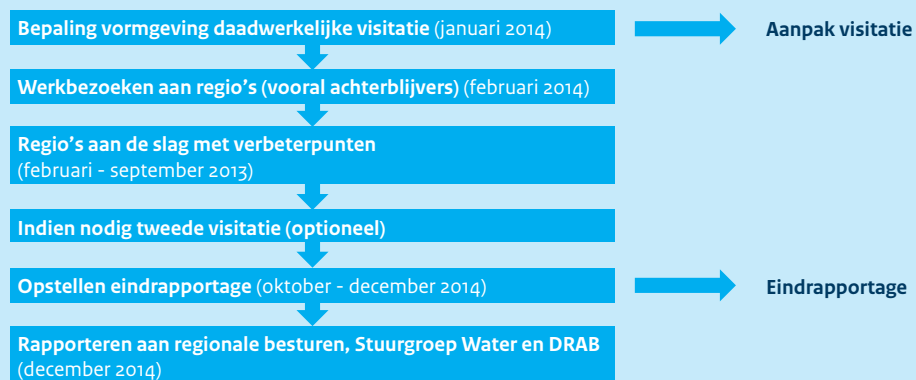 Bepaling vormgeving daadwerkelijke visitatie (januari 2014)
Aanpak visitatie
Werkbezoeken aan regio's (vooral achterblijvers) (februari 2014)
Regio's aan de slag met verbeterpunten
(februari - september 2013)
Indien nodig tweede visitatie (optioneel)
Opstellen eindrapportage (oktober - december 2014)
Eindrapportage
Rapporteren aan regionale besturen, Stuurgroep Water en DRAB
(december 2014)